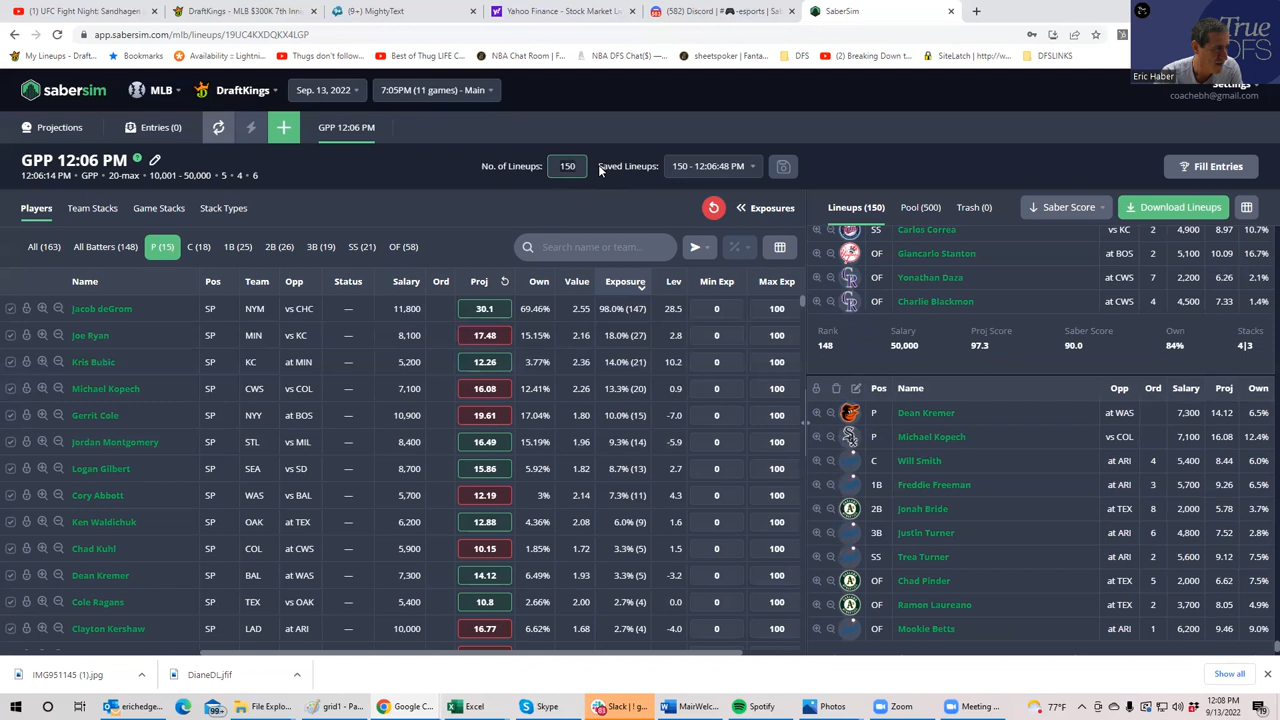 (1) UFC Fight Night: Sandhag
DraftKings - MLB $300K 7th Inn
(9+) MightyText
Yahoo Finance - Stock Market Li
(582) Discord | #🎮-esports | S
SaberSim
app.sabersim.com/mlb/lineups/19UC4KXDQKX4LGP
My Lineups - Draft...
Bookmarks
Availability :: Lightni...
Thugs don't follow...
Best of Thug LIFE C...
NBA Chat Room | ...
NBA DFS Chat($) —...
sheetspoker | Fanta...
DFS
(2) Breaking Down t...
SiteLatch | http://w...
DFSLINKS
True
DFS
Eric Haber
sabersim
MLB
DraftKings
Sep. 13, 2022
7:05PM (11 games) - Main
Settings
coachebh@gmail.com
Projections
Entries (0)
GPP 12:06 PM
GPP 12:06 PM
12:06:14 PM • GPP • 20-max • 10,001 - 50,000 • 5 • 4 • 6
No. of Lineups:
150
Saved Lineups:
150 - 12:06:48 PM
Fill Entries
Players
Team Stacks
Game Stacks
Stack Types
Exposures
Lineups (150)
Pool (500)
Trash (0)
Saber Score
Download Lineups
All (163)
All Batters (148)
P (15)
C (18)
1B (25)
2B (26)
3B (19)
SS (21)
OF (58)
Search name or team...
Name Pos Team Opp Status Salary Ord Proj Own Value Exposure Lev Min Exp Max Exp
Jacob deGrom SP NYM vs CHC — 11,800 30.1 69.46% 2.55 98.0% (147) 28.5 0 100
Joe Ryan SP MIN vs KC — 8,100 17.48 15.15% 2.16 18.0% (27) 2.8 0 100
Kris Bubic SP KC at MIN — 5,200 12.26 3.77% 2.36 14.0% (21) 10.2 0 100
Michael Kopech SP CWS vs COL — 7,100 16.08 12.41% 2.26 13.3% (20) 0.9 0 100
Gerrit Cole SP NYY at BOS — 10,900 19.61 17.04% 1.80 10.0% (15) -7.0 0 100
Jordan Montgomery SP STL vs MIL — 8,400 16.49 15.19% 1.96 9.3% (14) -5.9 0 100
Logan Gilbert SP SEA vs SD — 8,700 15.86 5.92% 1.82 8.7% (13) 2.7 0 100
Cory Abbott SP WAS vs BAL — 5,700 12.19 3% 2.14 7.3% (11) 4.3 0 100
Ken Waldichuk SP OAK at TEX — 6,200 12.88 4.36% 2.08 6.0% (9) 1.6 0 100
Chad Kuhl SP COL at CWS — 5,900 10.15 1.85% 1.72 3.3% (5) 1.5 0 100
Dean Kremer SP BAL at WAS — 7,300 14.12 6.49% 1.93 3.3% (5) -3.2 0 100
Cole Ragans SP TEX vs OAK — 5,400 10.8 2.66% 2.00 2.7% (4) 0.0 0 100
Clayton Kershaw SP LAD at ARI — 10,000 16.77 6.62% 1.68 2.7% (4) -4.0 0 100
SS Carlos Correa vs KC 2 4,900 8.97 10.7%
OF Giancarlo Stanton at BOS 2 5,100 10.09 16.7%
OF Yonathan Daza at CWS 7 2,200 6.26 2.1%
OF Charlie Blackmon at CWS 4 4,500 7.33 1.4%
Rank Salary Proj Score Saber Score Own Stacks
148 50,000 97.3 90.0 84% 4|3
Pos Name Opp Ord Salary Proj Own
P Dean Kremer at WAS 7,300 14.12 6.5%
P Michael Kopech vs COL 7,100 16.08 12.4%
C Will Smith at ARI 4 5,400 8.44 6.0%
1B Freddie Freeman at ARI 3 5,700 9.26 6.5%
2B Jonah Bride at TEX 8 2,000 5.78 3.7%
3B Justin Turner at ARI 6 4,800 7.52 2.8%
SS Trea Turner at ARI 2 5,600 9.12 7.5%
OF Chad Pinder at TEX 5 2,000 6.62 2.5%
OF Ramon Laureano at TEX 2 3,700 8.05 4.9%
OF Mookie Betts at ARI 1 6,200 9.46 9.0%
IMG951145 (1).jpg
DianeDL.jfif
Show all
erichedge...
99+
File Explo...
grid1 - Pa...
Google C...
Excel
Skype
Slack | ! g...
MairWelc...
Spotify
Photos
Zoom
Meeting ...
77°F
12:08 PM
9/13/2022
19